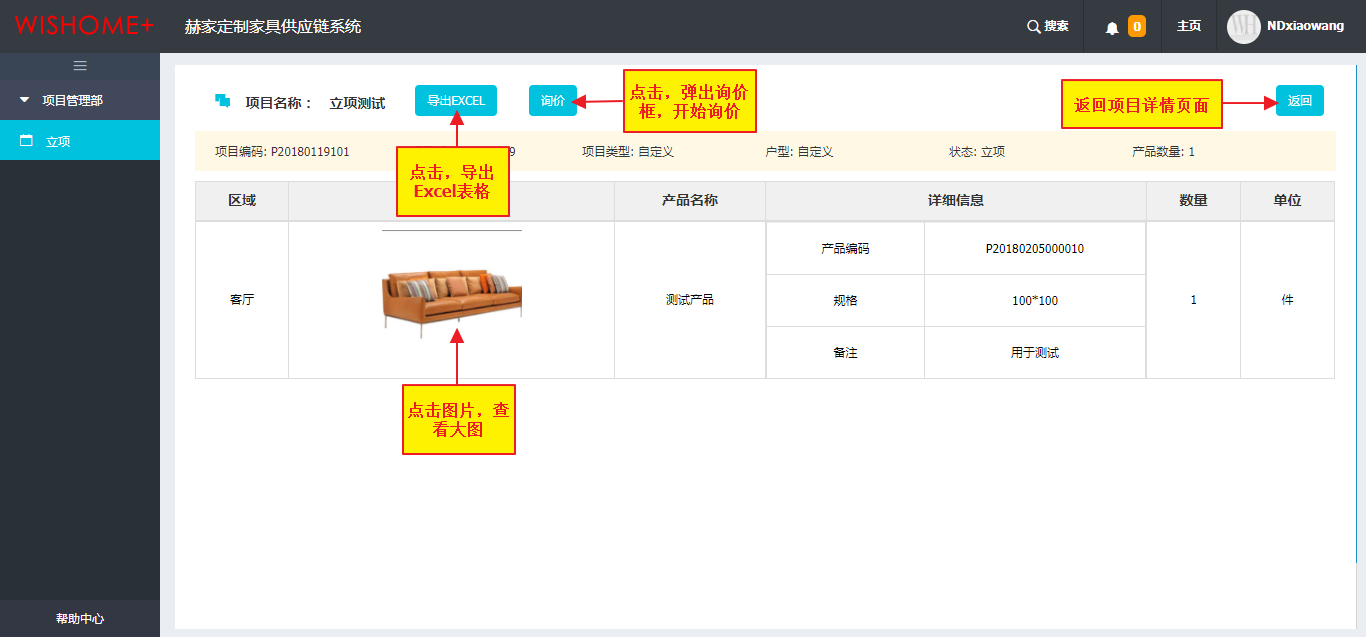 WISHOME+ 赫家定制家具供应链系统 搜索 0 主页 NDxiaowang
项目管理部
立项
帮助中心
项目名称： 立项测试 导出EXCEL 询价 返回
点击，弹出询价
框，开始询价
返回项目详情页面
项目编码: P20180119101 9 项目类型: 自定义 户型: 自定义 状态: 立项 产品数量: 1
点击，导出
Excel表格
区域 产品名称 详细信息 数量 单位
客厅 测试产品 1 件
产品编码 P20180205000010
规格 100*100
备注 用于测试
点击图片，查
看大图